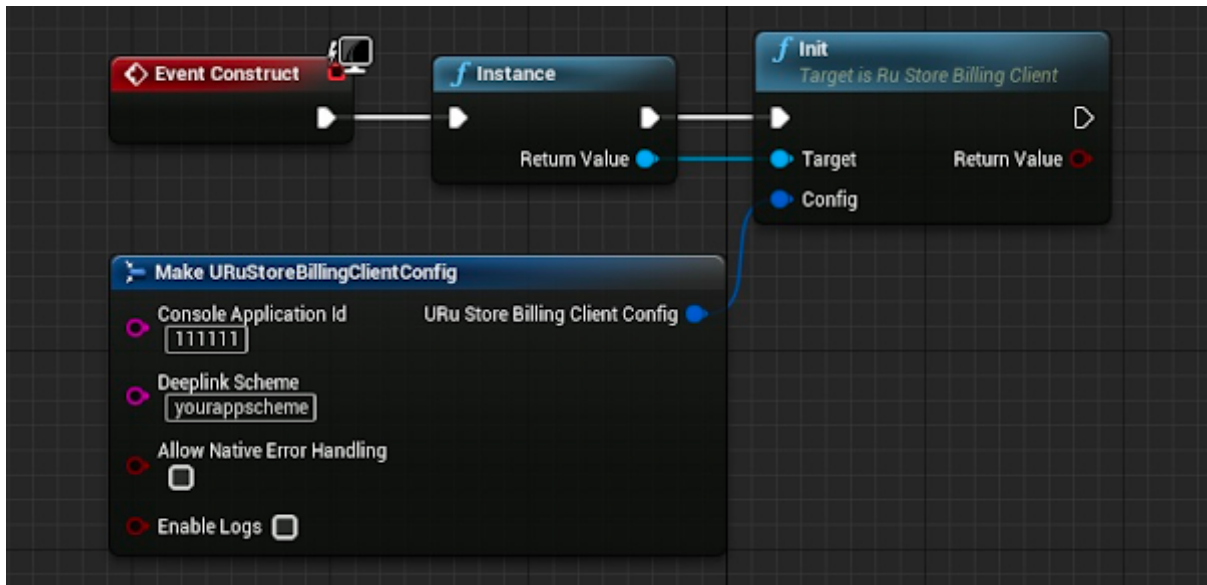 Event Construct
Instance
Return Value
Init
Target is Ru Store Billing Client
Target
Return Value
Config
Make URuStoreBillingClientConfig
Console Application Id
URu Store Billing Client Config
111111
Deeplink Scheme
yourappscheme
Allow Native Error Handling
Enable Logs